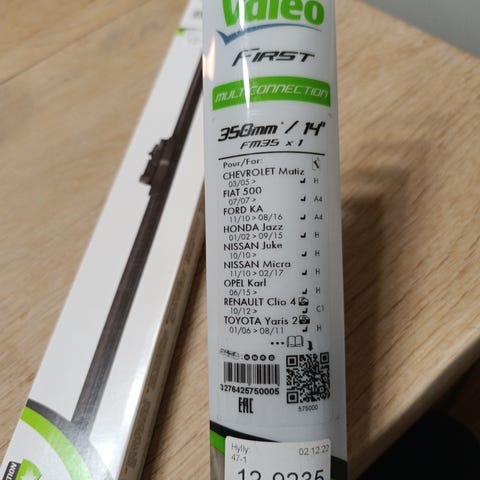 Valeo
FIRST
MULTICONNECTION
350mm / 14"
FM35 x 1
Pour/For:
CHEVROLET Matiz
03/05 > H
FIAT 500
07/07 > A4
FORD KA
11/10 > 08/16 A4
HONDA Jazz
01/02 > 09/15 H
NISSAN Juke
10/10 > H
NISSAN Micra
11/10 > 02/17 H
OPEL Karl
06/15 > H
RENAULT Clio 4
10/12 > C1
TOYOTA Yaris 2
01/06 > 08/11 H
...
3276425750005
575000
EAC
Hylly 02 12 22
47-1
12-9235